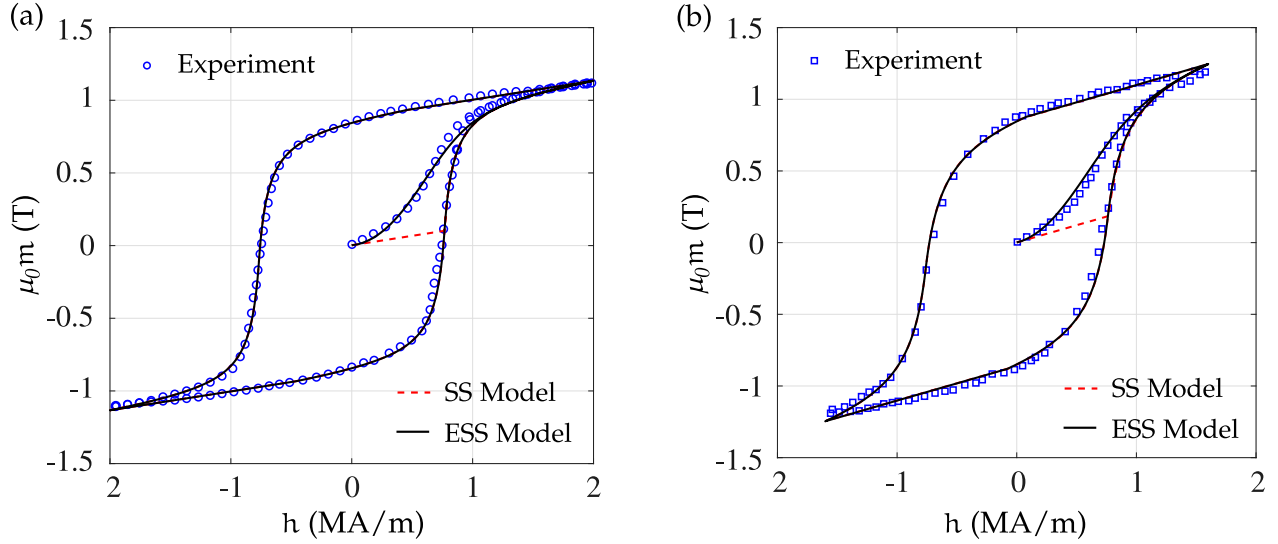 (a)
1.5
1
0.5
0
-0.5
-1
-1.5
μ0m (T)
Experiment
SS Model
ESS Model
2
-1
0
1
2
h (MA/m)
(b)
1.5
1
0.5
0
-0.5
-1
-1.5
μ0m (T)
Experiment
SS Model
ESS Model
2
-1
0
1
2
h (MA/m)